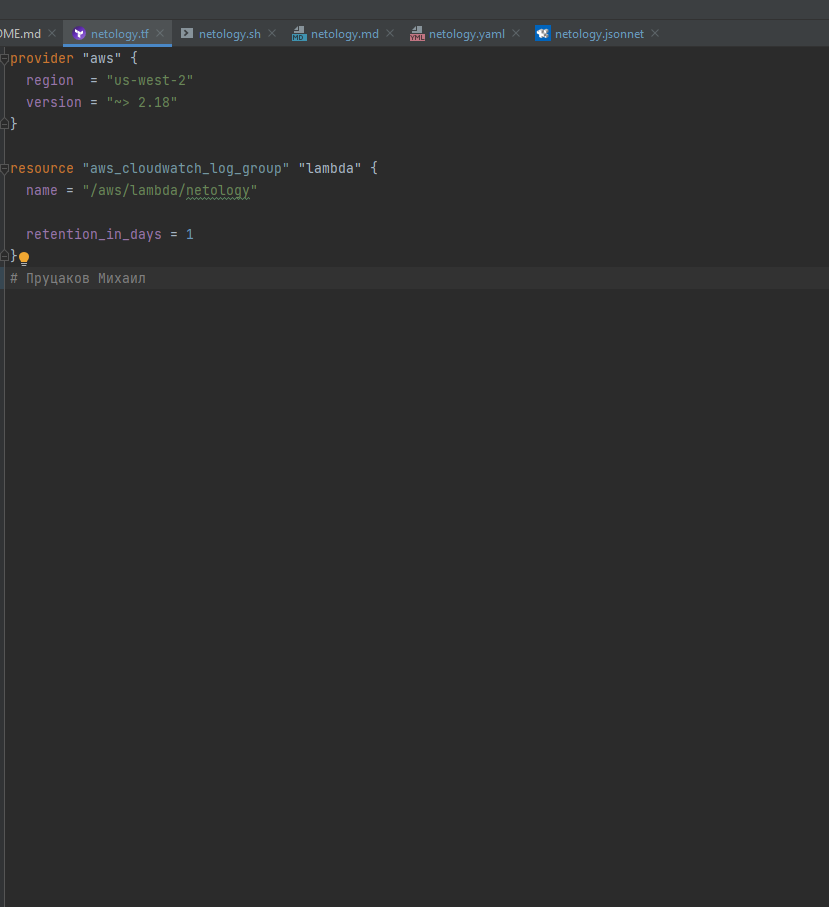 OME.md netology.tf netology.sh netology.md netology.yaml netology.jsonnet
provider "aws" {
  region  = "us-west-2"
  version = "~> 2.18"
}
resource "aws_cloudwatch_log_group" "lambda" {
  name = "/aws/lambda/netology"
  retention_in_days = 1
}
# Пруцаков Михаил